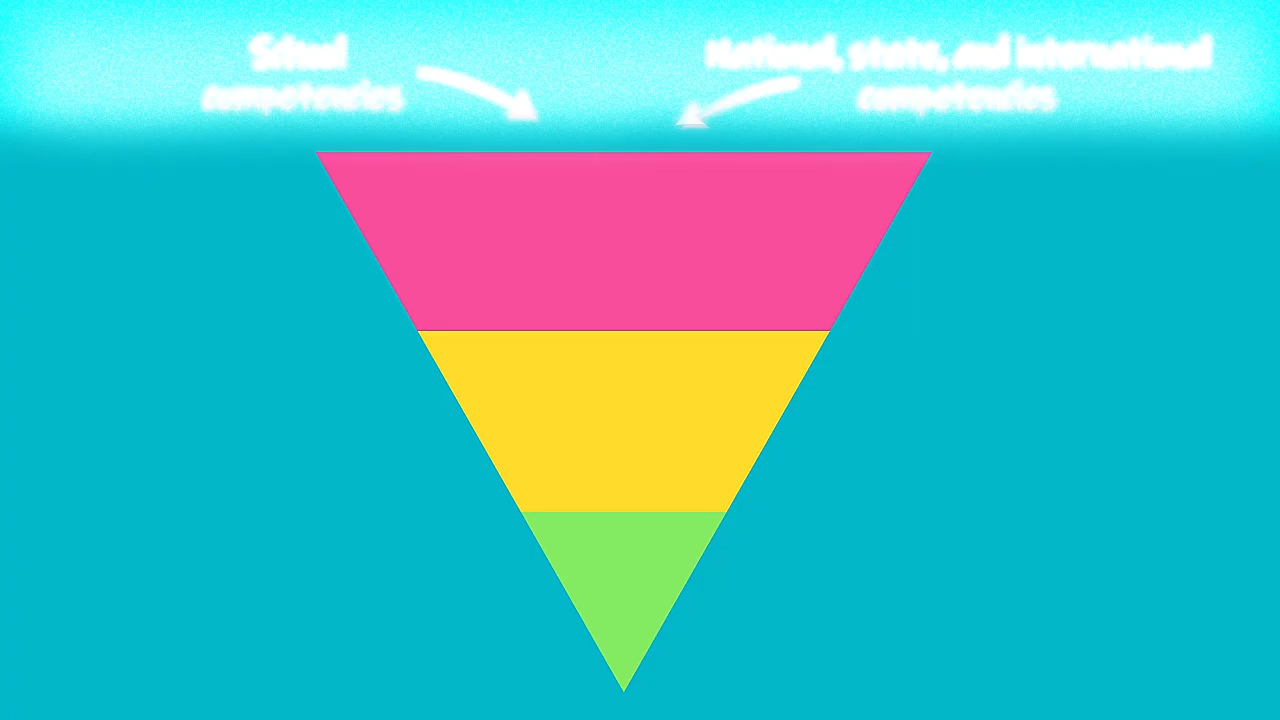 School
competencies
National, state, and international
competencies